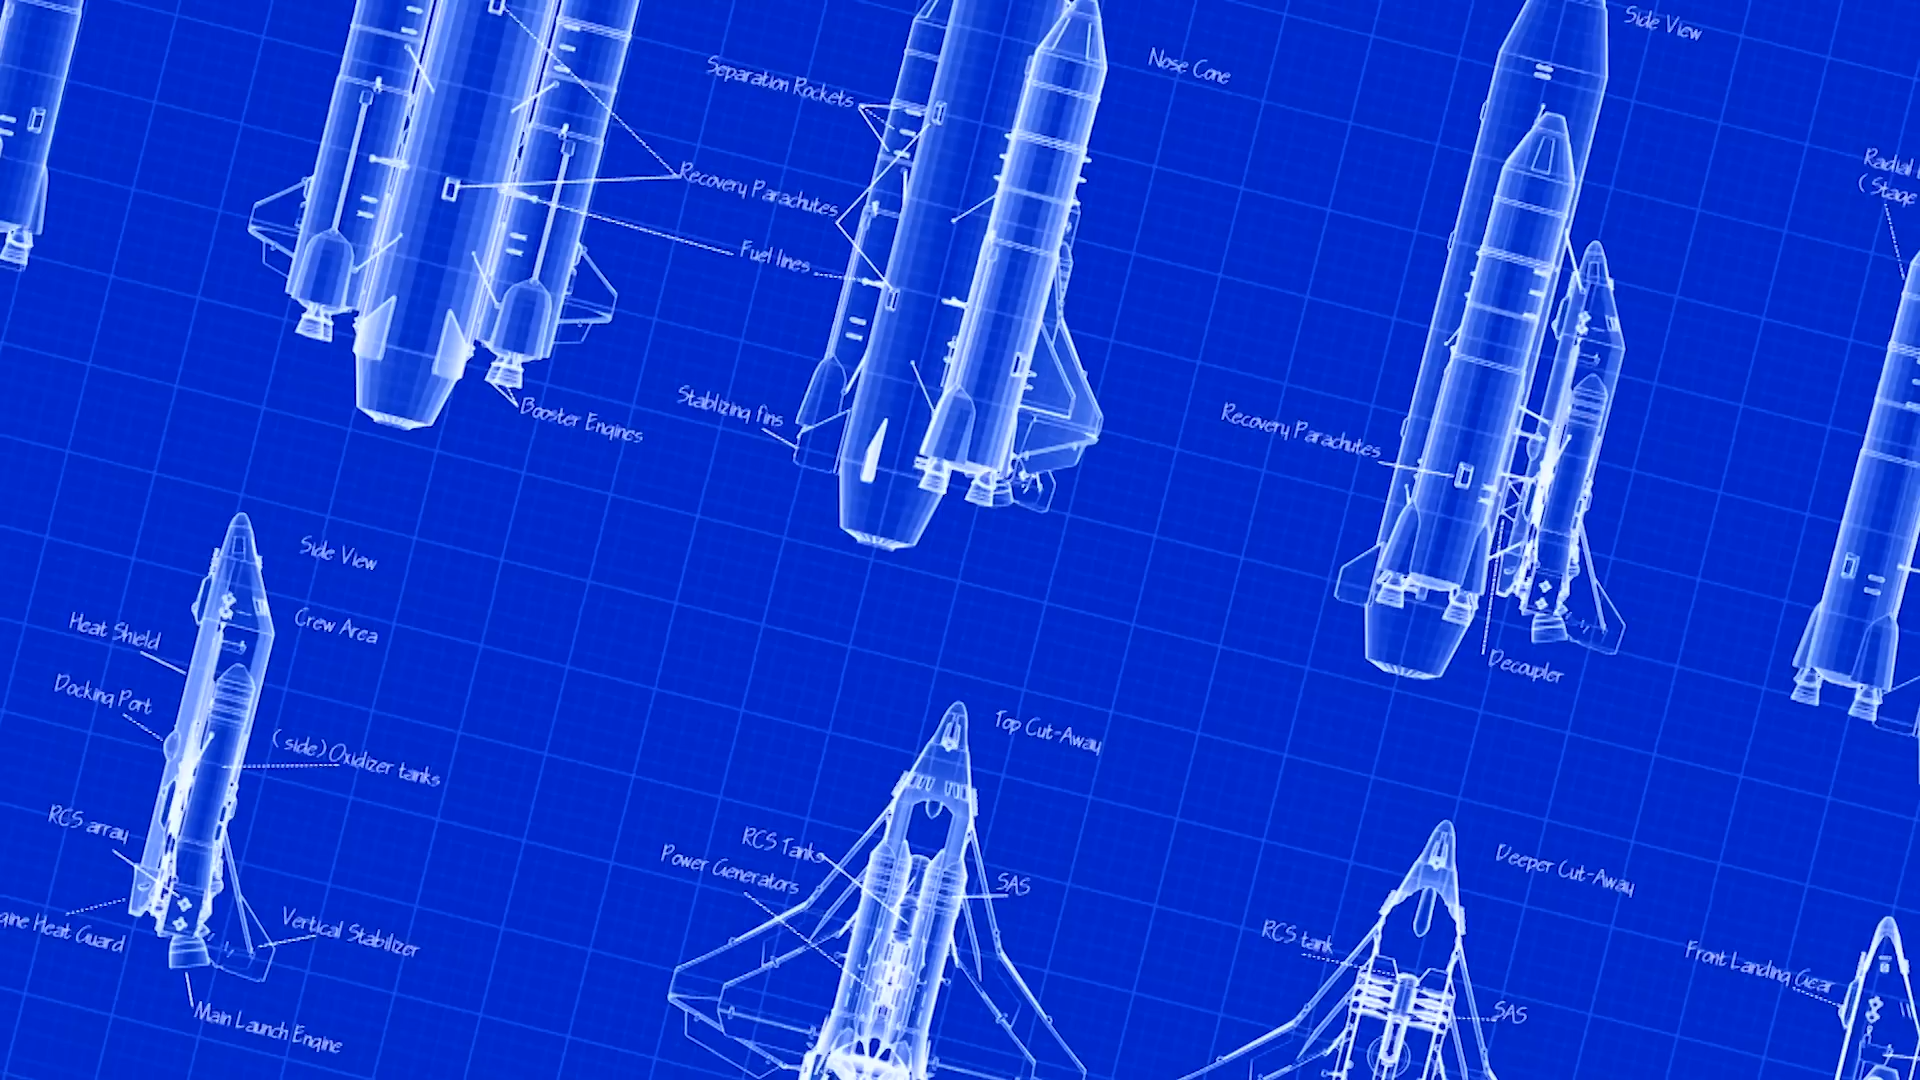 Side View
Nose Cone
Separation Rockets
Recovery Parachutes
Fuel lines
Radial
(Stage
Stablizing fins
Booster Engines
Recovery Parachutes
Decoupler
Side View
Crew Area
Heat Shield
Docking Port
(side) Oxidizer tanks
RCS array
Heat Guard
Vertical Stabilizer
Main Launch Engine
Top Cut-Away
RCS Tanks
Power Generators
SAS
Deeper Cut-Away
RCS tank
SAS
Front Landing Gear